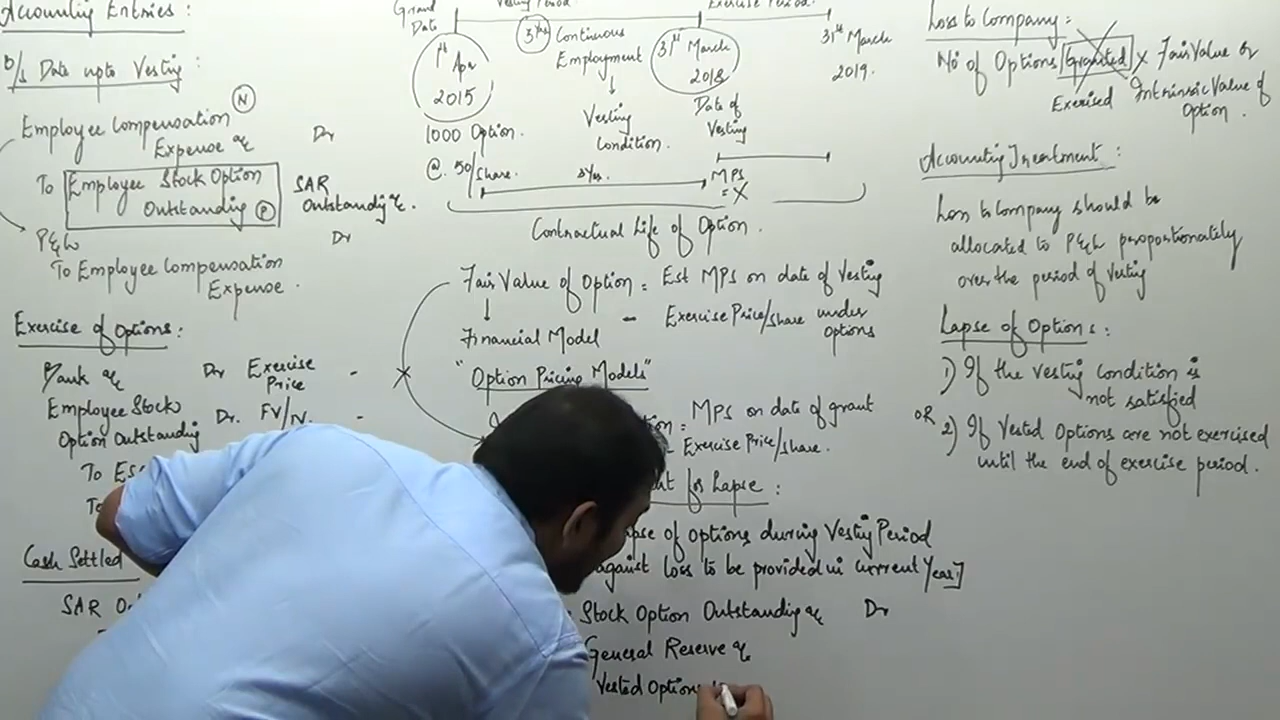 Accounting Entries:
B/s Date upto Vesting:
Employee Compensation (N)
Expense a/c Dr
To Employee Stock Option
Outstanding (P)
SAR
Outstandig a/c.
P&L Dr
To Employee Compensation
Expense.
Exercise of Options:
Bank a/c Dr Exercise
Price -
Employee Stock
Option Outstanding Dr. FV/IV. -
To
To
Cash Settled
SAR
Grand
Date
Vesting Period
Exercise Period.
1st Apr
2015
3 yrs Continuous
Employment
31st March
2018
31st March
2019.
1000 Option.
@. 50/
Share.
Vesting
Condition.
Date of
Vesting
3 yrs.
MPS
= X
Contractual Life of Option.
Fair Value of Option = Est MPS on date of Vesting
- Exercise Price/share under
options
Financial Model
"Option Pricing Models"
= MPS on date of grant
Exercise Price/share.
for Lapse :
of options during Vestig Period
against loss to be provided in current Year]
Stock Option Outstanding a/c Dr
General Reserve a/c
Vested Options
Loss to Company:
No of Options Granted x Fair Value or
Exercised Intrinsic Value of
Option.
Accounting Treatment:
Loss to Company should be
allocated to P&L proportionately
over the period of vesting
Lapse of Options:
1) If the vesting condition is
not satisfied
OR
2) If Vested Options are not exercised
until the end of exercise period.